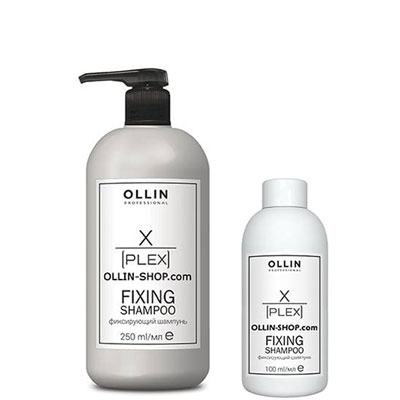 OLLIN
PROFESSIONAL
X
[PLEX]
OLLIN-SHOP.com
FIXING
SHAMPOO
фиксирующий шампунь
250 ml/мл e
OLLIN
PROFESSIONAL
X
[PLEX]
OLLIN-SHOP.com
FIXING
SHAMPOO
фиксирующий шампунь
100 ml/мл e